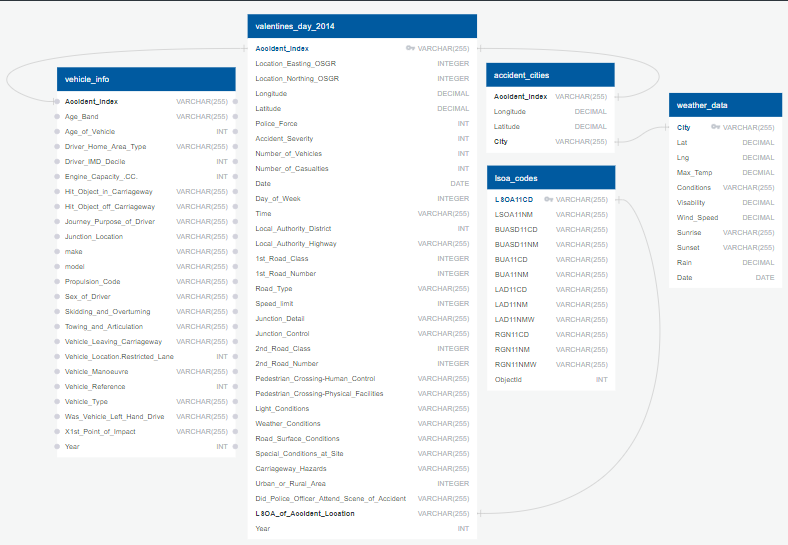 vehicle_info
Accident_Index VARCHAR(255)
Age_Band VARCHAR(255)
Age_of_Vehicle INT
Driver_Home_Area_Type VARCHAR(255)
Driver_IMD_Decile INT
Engine_Capacity_.CC. INT
Hit_Object_in_Carriageway VARCHAR(255)
Hit_Object_off_Carriageway VARCHAR(255)
Journey_Purpose_of_Driver VARCHAR(255)
Junction_Location VARCHAR(255)
make VARCHAR(255)
model VARCHAR(255)
Propulsion_Code VARCHAR(255)
Sex_of_Driver VARCHAR(255)
Skidding_and_Overturning VARCHAR(255)
Towing_and_Articulation VARCHAR(255)
Vehicle_Leaving_Carriageway VARCHAR(255)
Vehicle_Location.Restricted_Lane INT
Vehicle_Manoeuvre VARCHAR(255)
Vehicle_Reference INT
Vehicle_Type VARCHAR(255)
Was_Vehicle_Left_Hand_Drive VARCHAR(255)
X1st_Point_of_Impact VARCHAR(255)
Year INT
valentines_day_2014
Accident_Index VARCHAR(255)
Location_Easting_OSGR INTEGER
Location_Northing_OSGR INTEGER
Longitude DECIMAL
Latitude DECIMAL
Police_Force INT
Accident_Severity INT
Number_of_Vehicles INT
Number_of_Casualties INT
Date DATE
Day_of_Week INTEGER
Time VARCHAR(255)
Local_Authority_District INT
Local_Authority_Highway VARCHAR(255)
1st_Road_Class INTEGER
1st_Road_Number INTEGER
Road_Type VARCHAR(255)
Speed_limit INTEGER
Junction_Detail VARCHAR(255)
Junction_Control VARCHAR(255)
2nd_Road_Class INTEGER
2nd_Road_Number INTEGER
Pedestrian_Crossing-Human_Control VARCHAR(255)
Pedestrian_Crossing-Physical_Facilities VARCHAR(255)
Light_Conditions VARCHAR(255)
Weather_Conditions VARCHAR(255)
Road_Surface_Conditions VARCHAR(255)
Special_Conditions_at_Site VARCHAR(255)
Carriageway_Hazards VARCHAR(255)
Urban_or_Rural_Area INTEGER
Did_Police_Officer_Attend_Scene_of_Accident VARCHAR(255)
LSOA_of_Accident_Location VARCHAR(255)
Year INT
accident_cities
Accident_Index VARCHAR(255)
Longitude DECIMAL
Latitude DECIMAL
City VARCHAR(255)
lsoa_codes
LSOA11CD VARCHAR(255)
LSOA11NM VARCHAR(255)
BUASD11CD VARCHAR(255)
BUASD11NM VARCHAR(255)
BUA11CD VARCHAR(255)
BUA11NM VARCHAR(255)
LAD11CD VARCHAR(255)
LAD11NM VARCHAR(255)
LAD11NMW VARCHAR(255)
RGN11CD VARCHAR(255)
RGN11NM VARCHAR(255)
RGN11NMW VARCHAR(255)
ObjectId INT
weather_data
City VARCHAR(255)
Lat DECIMAL
Lng DECIMAL
Max_Temp DECMIAL
Conditions VARCHAR(255)
Visability DECIMAL
Wind_Speed DECIMAL
Sunrise VARCHAR(255)
Sunset VARCHAR(255)
Rain DECIMAL
Date DATE